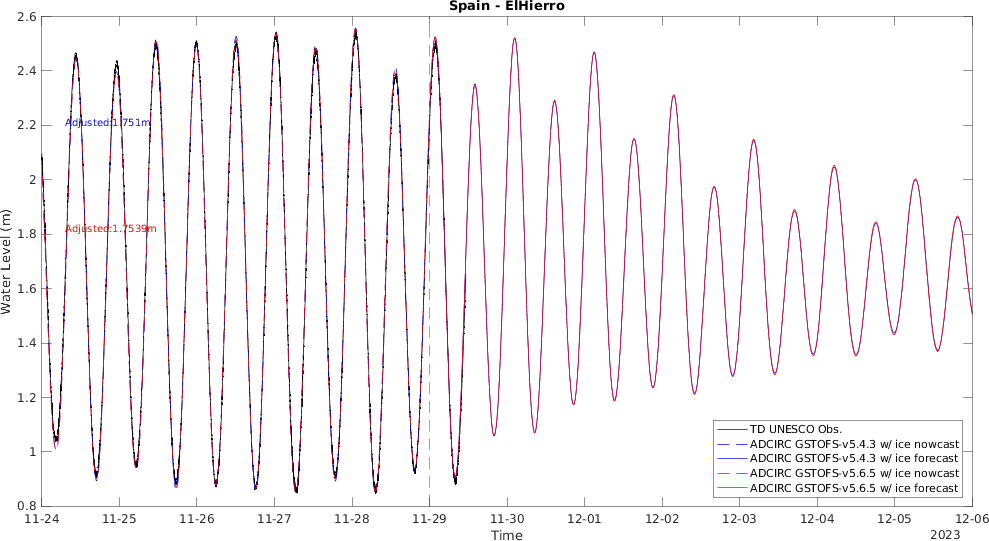 Spain - ElHierro
2.6
2.4
2.2
2
1.8
1.6
1.4
1.2
1
0.8
Water Level (m)
Adjusted:1.751m
Adjusted:1.7539m
TD UNESCO Obs.
ADCIRC GSTOFS-v5.4.3 w/ ice nowcast
ADCIRC GSTOFS-v5.4.3 w/ ice forecast
ADCIRC GSTOFS-v5.6.5 w/ ice nowcast
ADCIRC GSTOFS-v5.6.5 w/ ice forecast
11-24 11-25 11-26 11-27 11-28 11-29 11-30 12-01 12-02 12-03 12-04 12-05 12-06
Time
2023